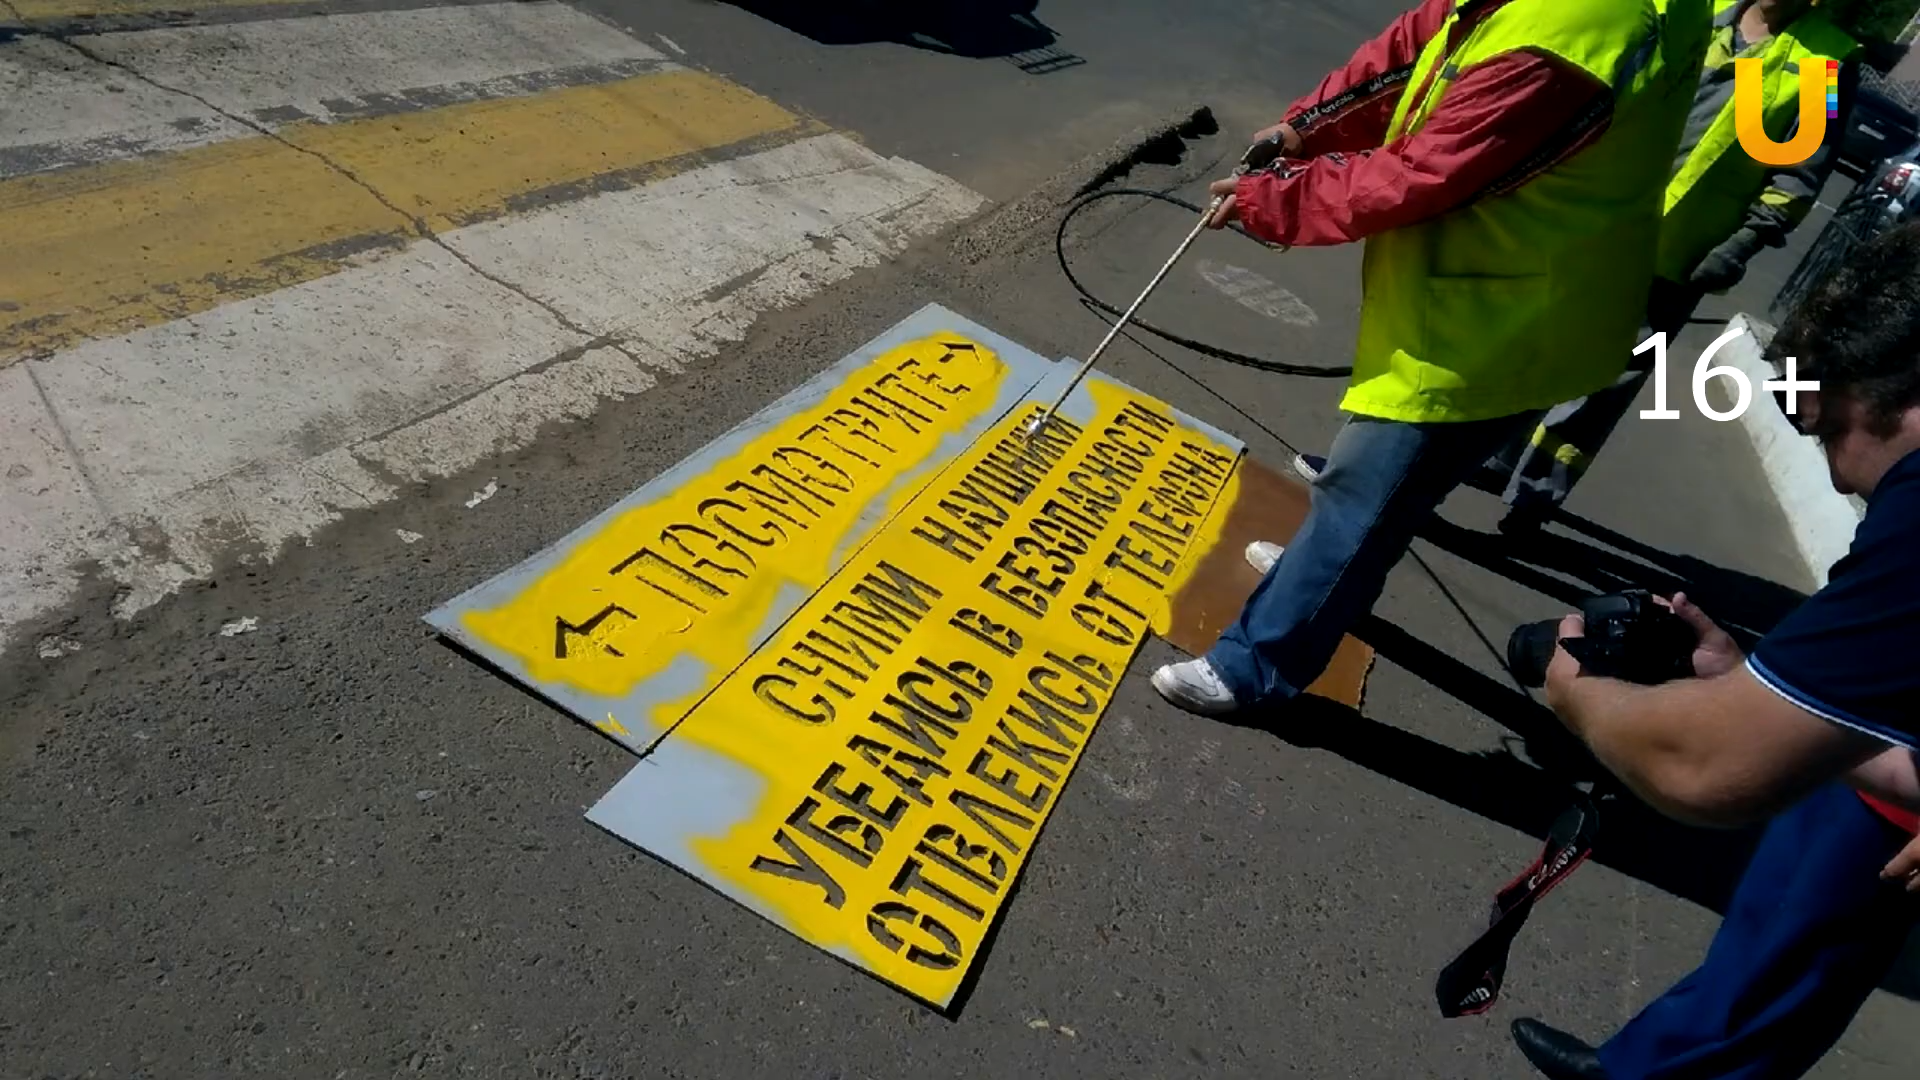 ← ПОСМОТРИТЕ →
СНИМИ НАУШНИКИ
УБЕДИСЬ В БЕЗОПАСНОСТИ
ОТВЛЕКИСЬ ОТ ТЕЛЕФОНА
U
16+